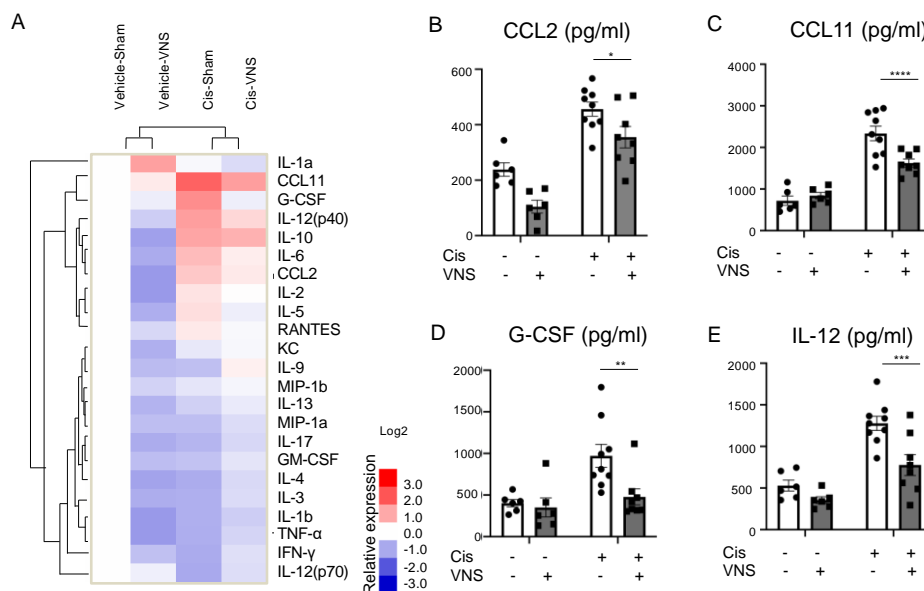 A
Vehicle-Sham
Vehicle-VNS
Cis-Sham
Cis-VNS
IL-1a
CCL11
G-CSF
IL-12(p40)
IL-10
IL-6
CCL2
IL-2
IL-5
RANTES
KC
IL-9
MIP-1b
IL-13
MIP-1a
IL-17
GM-CSF
IL-4
IL-3
IL-1b
TNF-α
IFN-γ
IL-12(p70)
Log2
Relative expression
3.0
2.0
1.0
0.0
-1.0
-2.0
-3.0
B
CCL2 (pg/ml)
*
600
400
200
0
Cis - - + +
VNS - + - +
C
CCL11 (pg/ml)
****
4000
3000
2000
1000
0
Cis - - + +
VNS - + - +
D
G-CSF (pg/ml)
**
2000
1500
1000
500
0
Cis - - + +
VNS - + - +
E
IL-12 (pg/ml)
***
2000
1500
1000
500
0
Cis - - + +
VNS - + - +